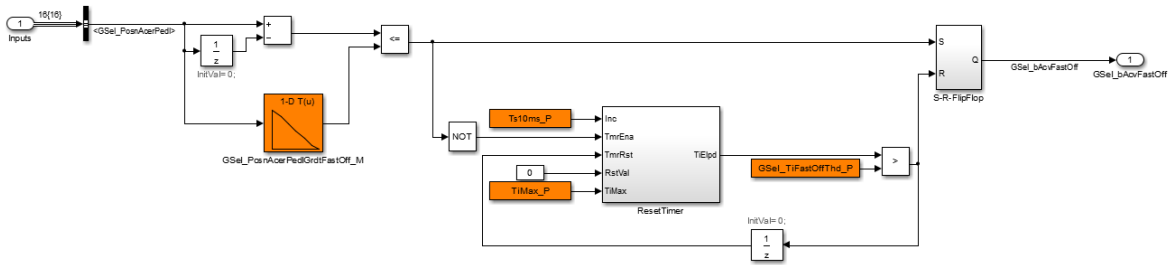 16{16}
1
Inputs
<GSel_PosnAcerPedl>
+
−
1
z
InitVal= 0;
<=
1-D T(u)
GSel_PosnAcerPedlGrdtFastOff_M
NOT
Ts10ms_P
0
TiMax_P
Inc
TmrEna
TmrRst
RstVal
TiMax
TiElpd
ResetTimer
GSel_TiFastOffThd_P
>
InitVal= 0;
1
z
S
R
Q
S-R-FlipFlop
GSel_bAcvFastOff
1
GSel_bAcvFastOff